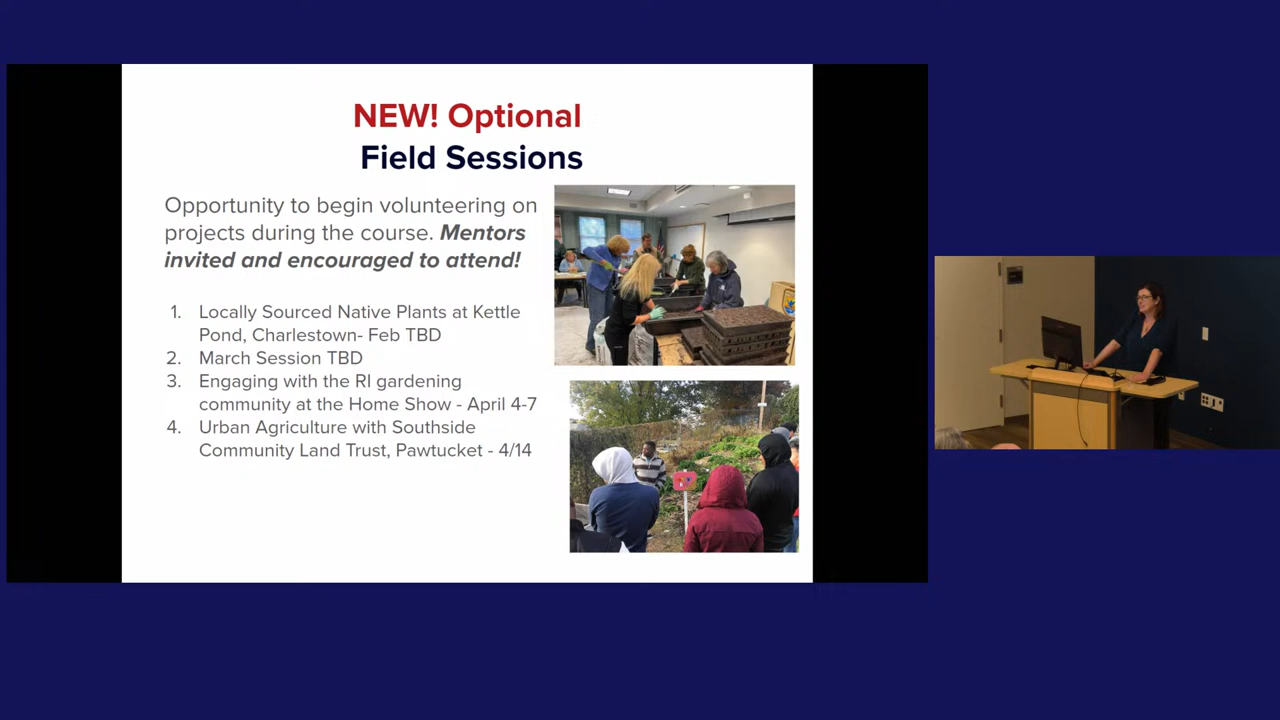 NEW! Optional
Field Sessions
Opportunity to begin volunteering on
projects during the course. Mentors
invited and encouraged to attend!
1. Locally Sourced Native Plants at Kettle
Pond, Charlestown- Feb TBD
2. March Session TBD
3. Engaging with the RI gardening
community at the Home Show - April 4-7
4. Urban Agriculture with Southside
Community Land Trust, Pawtucket - 4/14